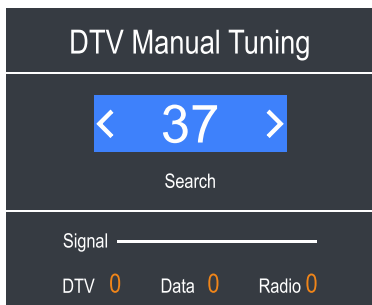 DTV Manual Tuning
< 37 >
Search
Signal
DTV 0 Data 0 Radio 0